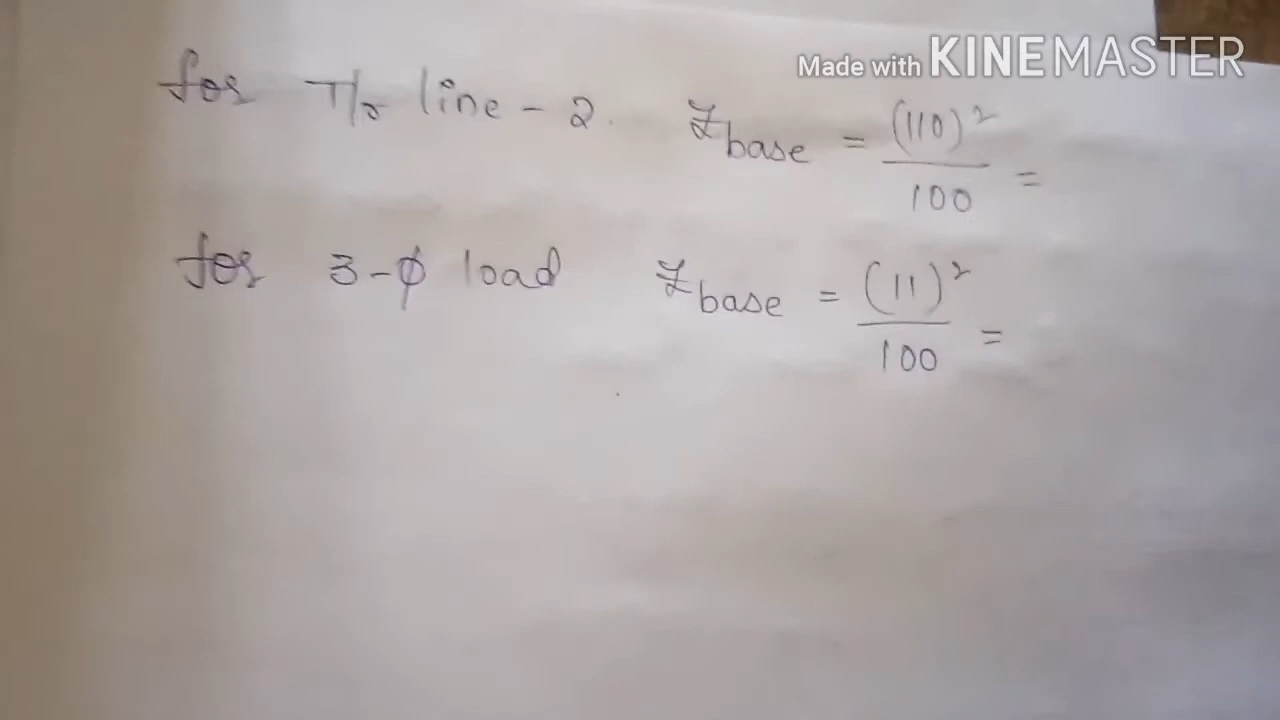 Made with KINEMASTER
for T/r line - 2. Zbase = (110)² / 100 =
for 3-ϕ load Zbase = (11)² / 100 =